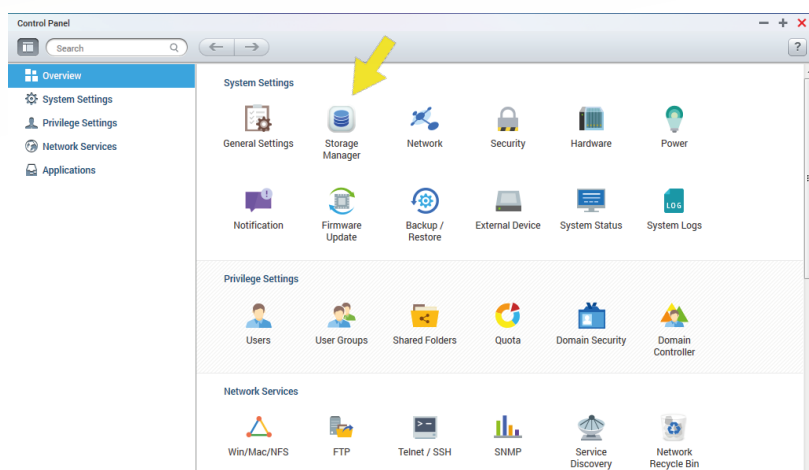 Control Panel
Search
?
Overview
System Settings
Privilege Settings
Network Services
Applications
System Settings
General Settings
Storage
Manager
Network
Security
Hardware
Power
Notification
Firmware
Update
Backup /
Restore
External Device
System Status
LOG
System Logs
Privilege Settings
Users
User Groups
Shared Folders
Quota
Domain Security
Domain
Controller
Network Services
Win/Mac/NFS
FTP
Telnet / SSH
SNMP
Service
Discovery
Network
Recycle Bin